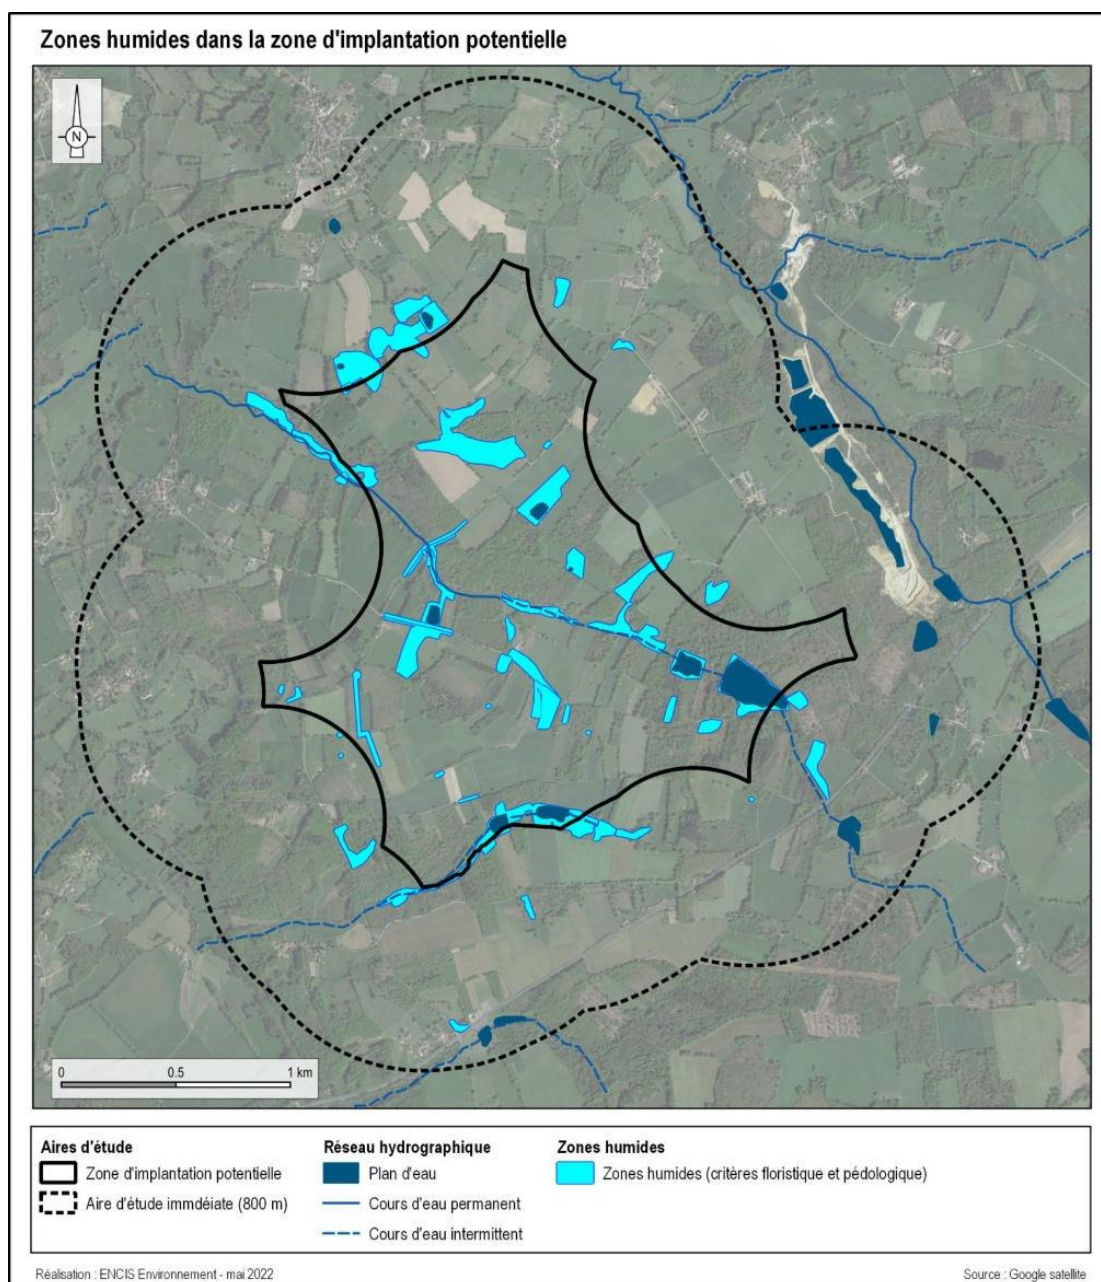 Zones humides dans la zone d'implantation potentielle
N
0 0.5 1 km
Aires d'étude
Zone d'implantation potentielle
Aire d'étude immdéiate (800 m)
Réseau hydrographique
Plan d'eau
Cours d'eau permanent
Cours d'eau intermittent
Zones humides
Zones humides (critères floristique et pédologique)
Réalisation : ENCIS Environnement - mai 2022
Source : Google satellite